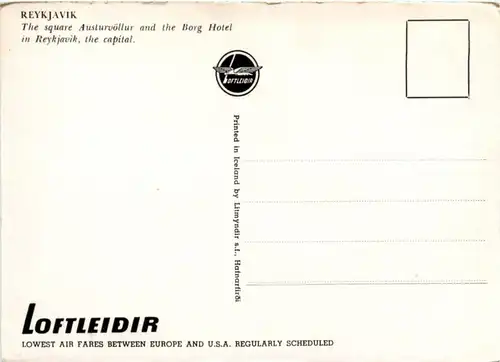 REYKJAVIK
The square Austurvöllur and the Borg Hotel
in Reykjavik, the capital.
LOFTLEIDIR
Printed in Iceland by Litmyndir s.f., Hafnarfirði
LOFTLEIDIR
LOWEST AIR FARES BETWEEN EUROPE AND U.S.A. REGULARLY SCHEDULED